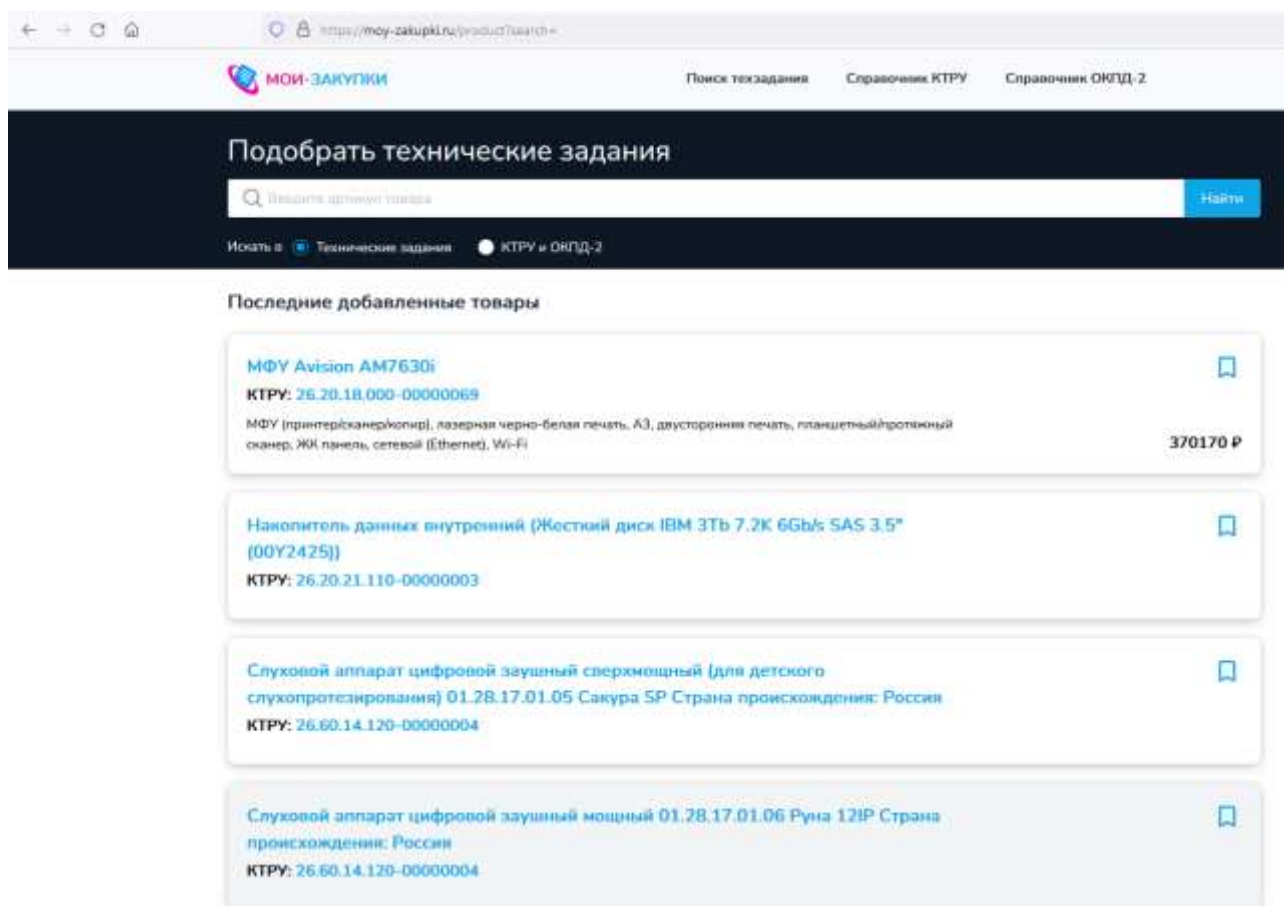 https://moy-zakupki.ru/product?search=
МОИ-ЗАКУПКИ
Поиск техзадания Справочник КТРУ Справочник ОКПД-2
Подобрать технические задания
Введите артикул товара
Найти
Искать в Технические задания КТРУ и ОКПД-2
Последние добавленные товары
МФУ Avision AM7630i
КТРУ: 26.20.18.000-00000069
МФУ (принтер/сканер/копир), лазерная черно-белая печать, A3, двусторонняя печать, планшетный/протяжный
сканер, ЖК панель, сетевой (Ethernet), Wi-Fi
370170 ₽
Накопитель данных внутренний (Жесткий диск IBM 3Tb 7.2K 6Gb/s SAS 3.5"
(00Y2425))
КТРУ: 26.20.21.110-00000003
Слуховой аппарат цифровой заушный сверхмощный (для детского
слухопротезирования) 01.28.17.01.05 Сакура SP Страна происхождения: Россия
КТРУ: 26.60.14.120-00000004
Слуховой аппарат цифровой заушный мощный 01.28.17.01.06 Руна 12IP Страна
происхождения: Россия
КТРУ: 26.60.14.120-00000004